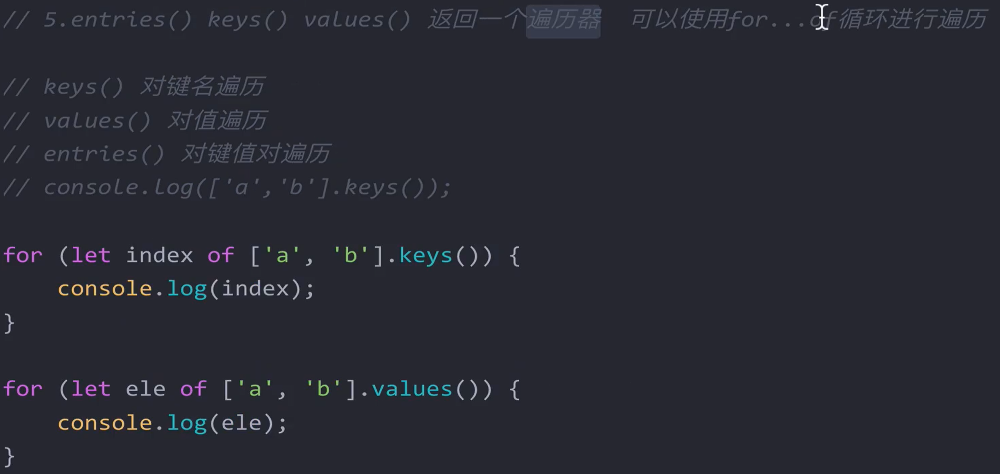 // 5.entries() keys() values() 返回一个遍历器  可以使用for...of循环进行遍历
// keys() 对键名遍历
// values() 对值遍历
// entries() 对键值对遍历
// console.log(['a','b'].keys());
for (let index of ['a', 'b'].keys()) {
    console.log(index);
}
for (let ele of ['a', 'b'].values()) {
    console.log(ele);
}